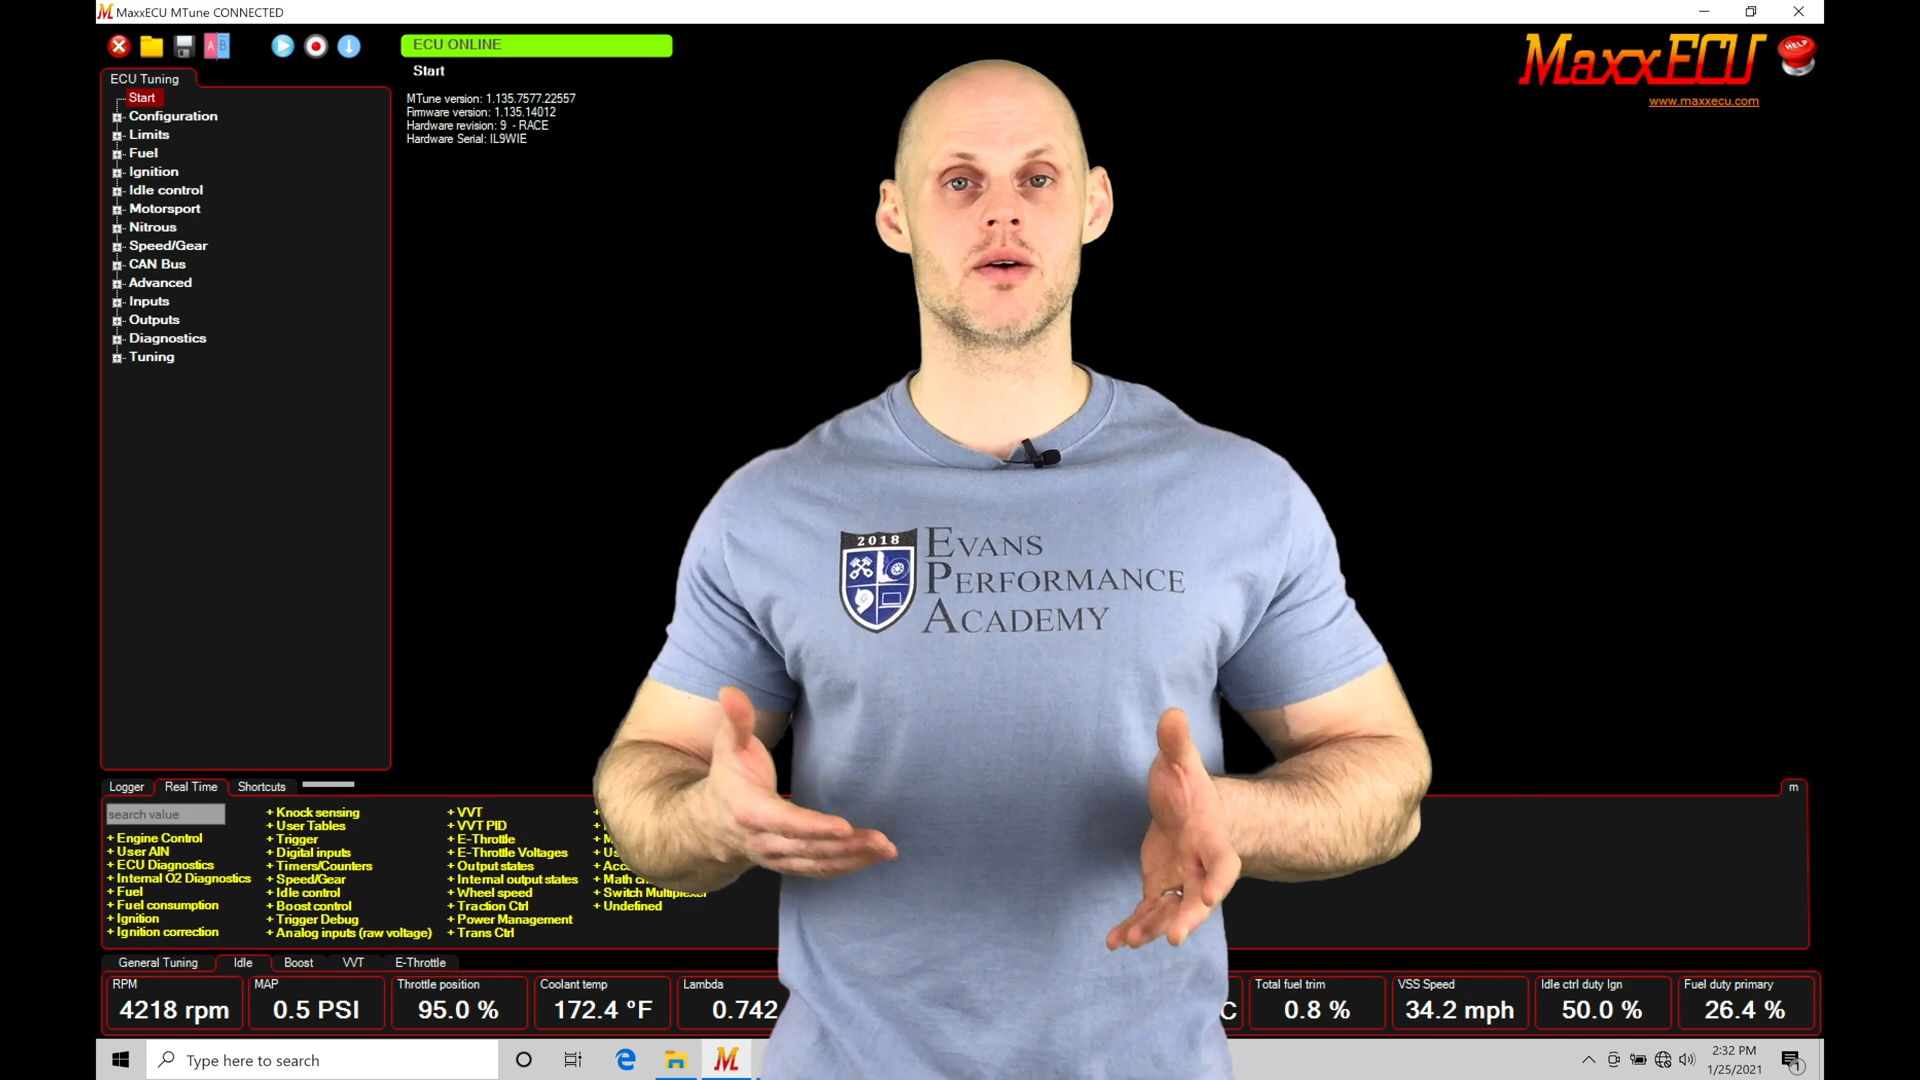 MaxxECU MTune CONNECTED
ECU ONLINE
Start
MaxxECU
HELP
www.maxxecu.com
ECU Tuning
Start
Configuration
Limits
Fuel
Ignition
Idle control
Motorsport
Nitrous
Speed/Gear
CAN Bus
Advanced
Inputs
Outputs
Diagnostics
Tuning
MTune version: 1.135.7577.22557
Firmware version: 1.135.14012
Hardware revision: 9 - RACE
Hardware Serial: IL9WIE
2018
EVANS
PERFORMANCE
ACADEMY
Logger Real Time Shortcuts
m
search value
+ Engine Control
+ User AIN
+ ECU Diagnostics
+ Internal O2 Diagnostics
+ Fuel
+ Fuel consumption
+ Ignition
+ Ignition correction
+ Knock sensing
+ User Tables
+ Trigger
+ Digital inputs
+ Timers/Counters
+ Speed/Gear
+ Idle control
+ Boost control
+ Trigger Debug
+ Analog inputs (raw voltage)
+ VVT
+ VVT PID
+ E-Throttle
+ E-Throttle Voltages
+ Output states
+ Internal output states
+ Wheel speed
+ Traction Ctrl
+ Power Management
+ Trans Ctrl
+ Math
+ Switch Multiplexer
+ Undefined
General Tuning Idle Boost VVT E-Throttle
RPM
4218 rpm
MAP
0.5 PSI
Throttle position
95.0 %
Coolant temp
172.4 °F
Lambda
0.742
C
Total fuel trim
0.8 %
VSS Speed
34.2 mph
Idle ctrl duty Ign
50.0 %
Fuel duty primary
26.4 %
Type here to search
2:32 PM
1/25/2021
1